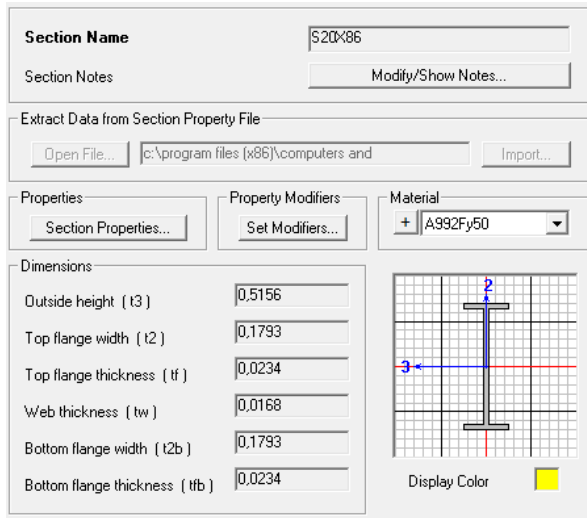 Section Name S20X86
Section Notes Modify/Show Notes...
Extract Data from Section Property File
Open File... c:\program files (x86)\computers and Import...
Properties Property Modifiers Material
Section Properties... Set Modifiers... + A992Fy50
Dimensions
Outside height ( t3 ) 0,5156
Top flange width ( t2 ) 0,1793
Top flange thickness ( tf ) 0,0234
Web thickness ( tw ) 0,0168
Bottom flange width ( t2b ) 0,1793
Bottom flange thickness ( tfb ) 0,0234
2
3
Display Color